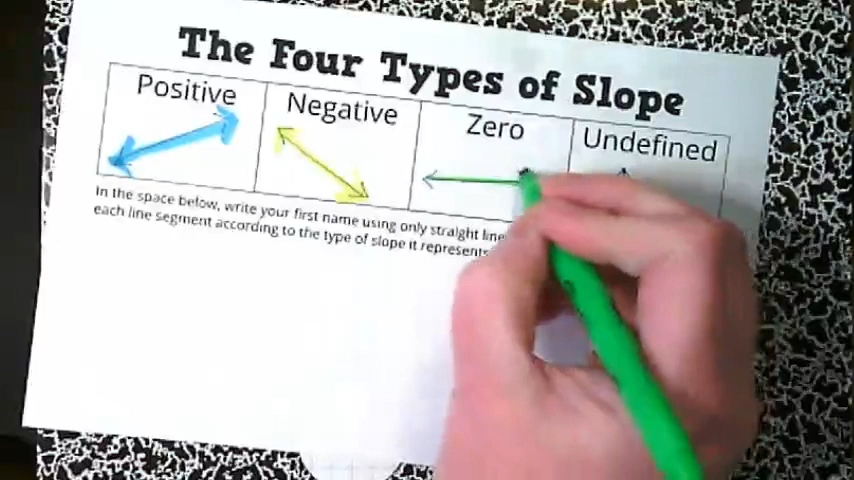 The Four Types of Slope
Positive Negative Zero Undefined
In the space below, write your first name using only straight line
each line segment according to the type of slope it represents